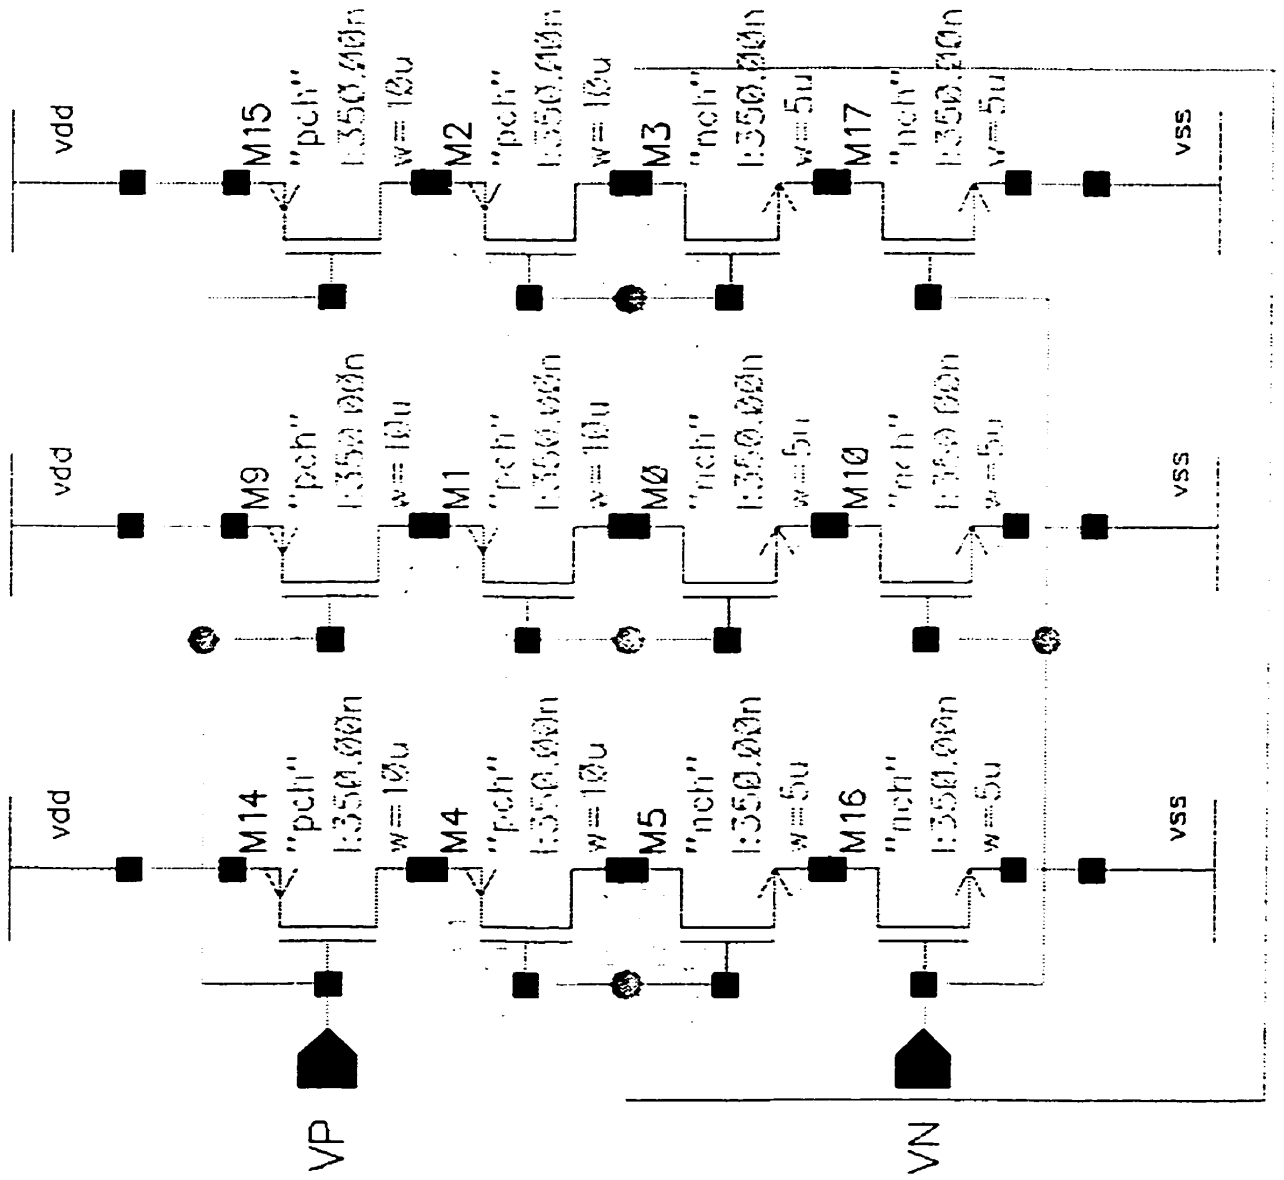 VP
VN
vdd
M14
"pch"
l:350.00n
w=10u
M4
"pch"
l:350.00n
w=10u
M5
"nch"
l:350.00n
w=5u
M16
"nch"
l:350.00n
w=5u
vss
vdd
M9
"pch"
l:350.00n
w=10u
M1
"pch"
l:350.00n
w=10u
M0
"nch"
l:350.00n
w=5u
M10
"nch"
l:350.00n
w=5u
vss
vdd
M15
"pch"
l:350.00n
w=10u
M2
"pch"
l:350.00n
w=10u
M3
"nch"
l:350.00n
w=5u
M17
"nch"
l:350.00n
w=5u
vss